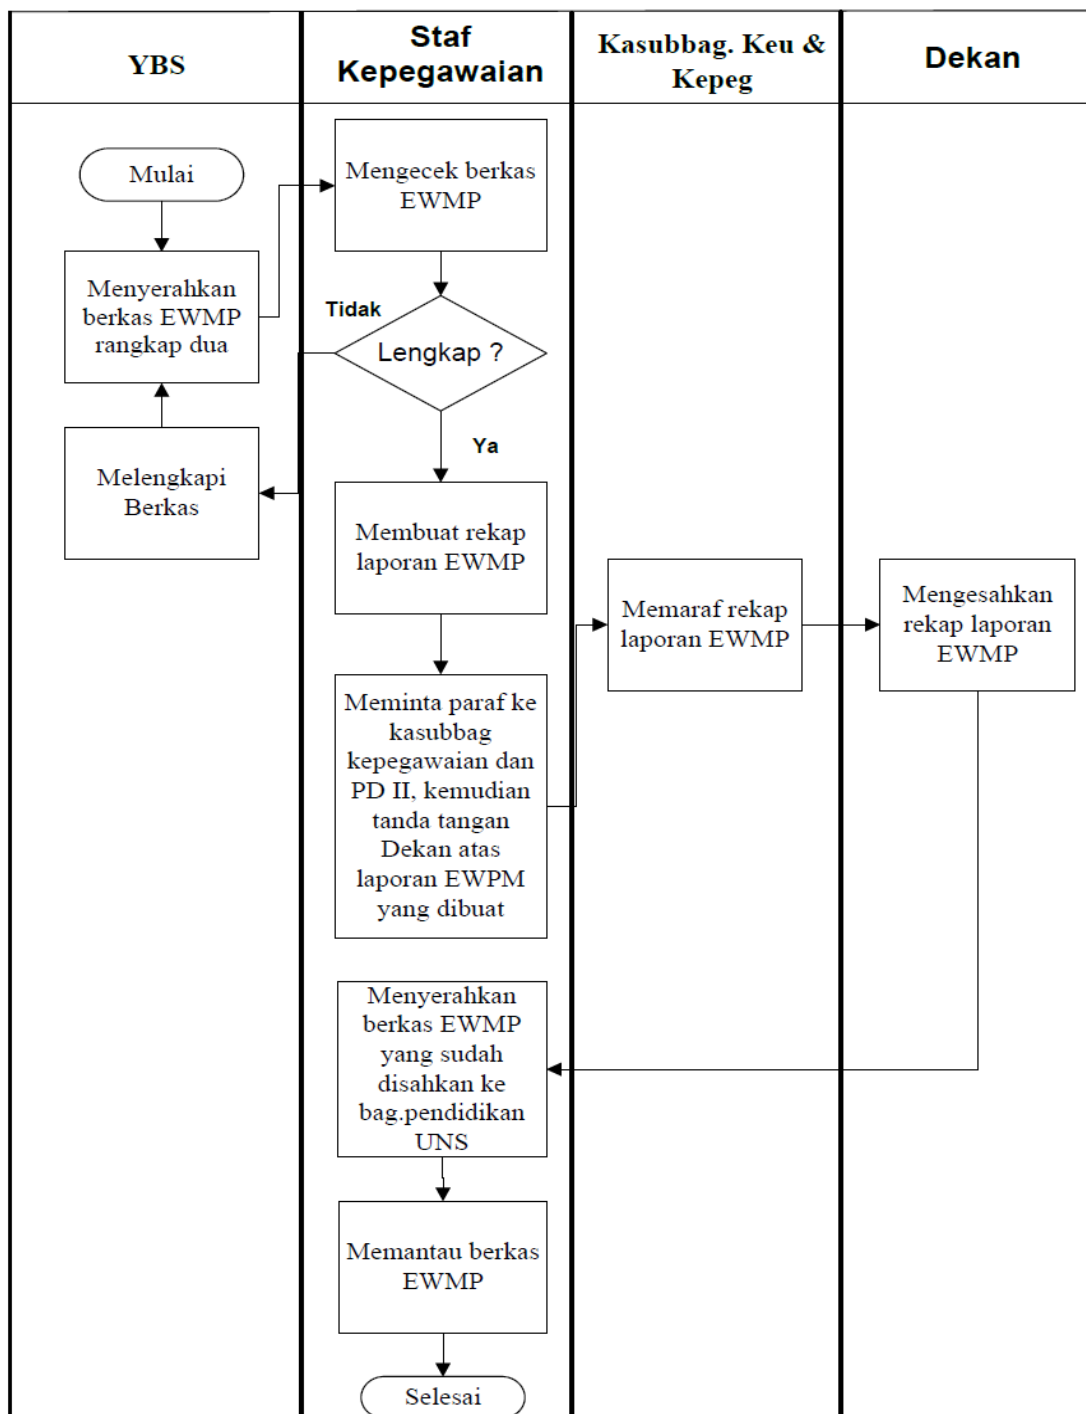 YBS
Staf
Kepegawaian
Kasubbag. Keu &
Kepeg
Dekan
Mulai
Menyerahkan
berkas EWMP
rangkap dua
Melengkapi
Berkas
Mengecek berkas
EWMP
Tidak
Lengkap ?
Ya
Membuat rekap
laporan EWMP
Meminta paraf ke
kasubbag
kepegawaian dan
PD II, kemudian
tanda tangan
Dekan atas
laporan EWPM
yang dibuat
Memaraf rekap
laporan EWMP
Mengesahkan
rekap laporan
EWMP
Menyerahkan
berkas EWMP
yang sudah
disahkan ke
bag.pendidikan
UNS
Memantau berkas
EWMP
Selesai